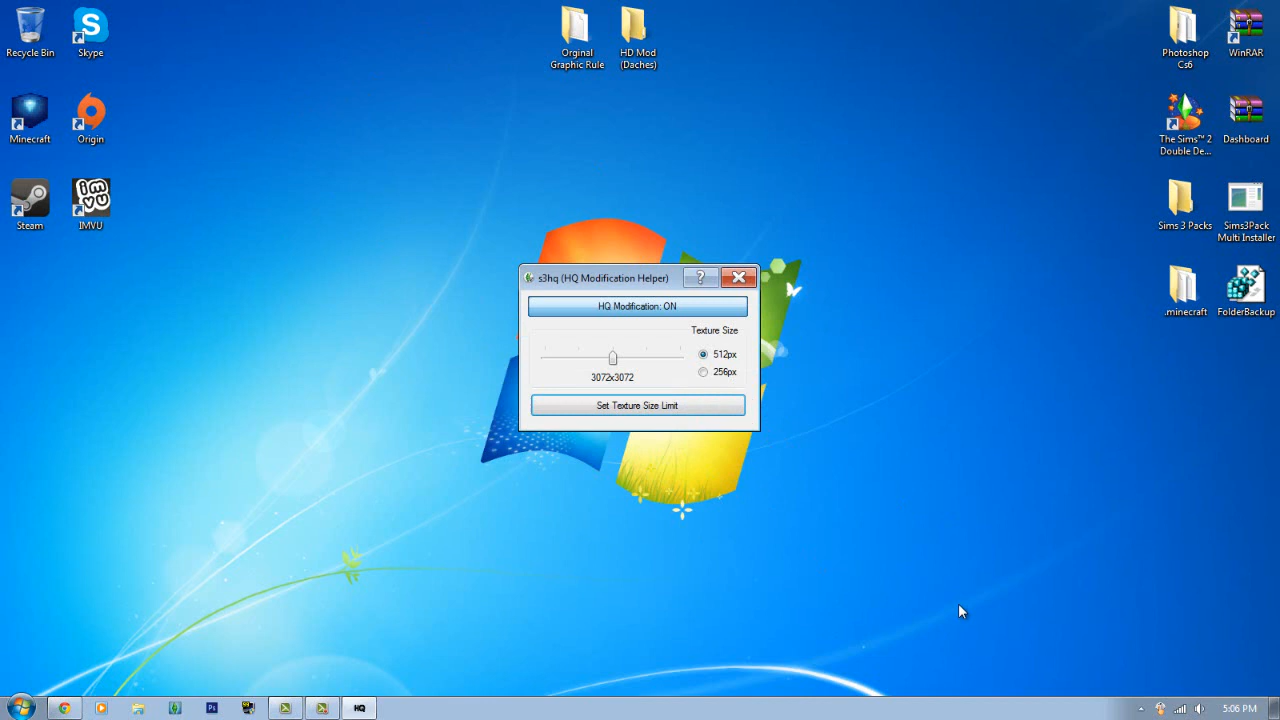 Recycle Bin
Skype
Minecraft
Origin
Steam
IMVU
imvu
Orginal
Graphic Rule
HD Mod
(Daches)
Photoshop
Cs6
WinRAR
The Sims™ 2
Double De...
Dashboard
Sims 3 Packs
Sims3Pack
Multi Installer
.minecraft
FolderBackup
s3hq (HQ Modification Helper)
HQ Modification: ON
Texture Size
512px
256px
3072x3072
Set Texture Size Limit
Ps
HQ
5:06 PM